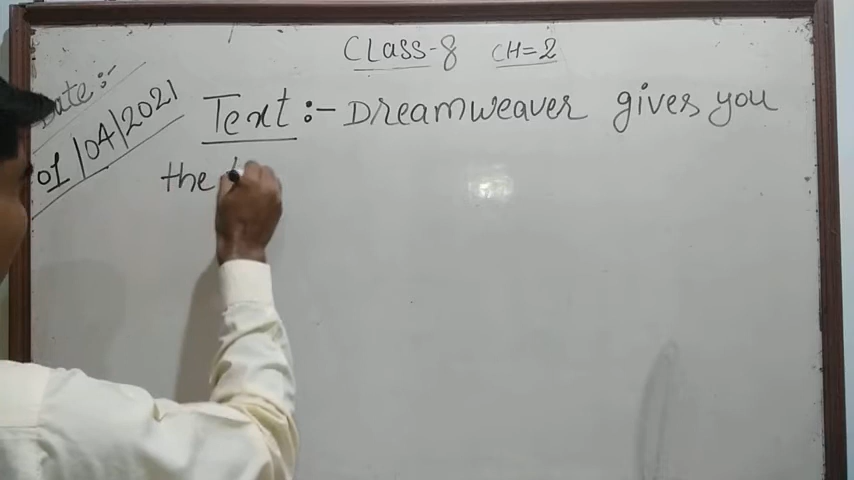 CLASS-8 CH=2
Date:-
01/04/2021
Text:- Dreamweaver gives you
the